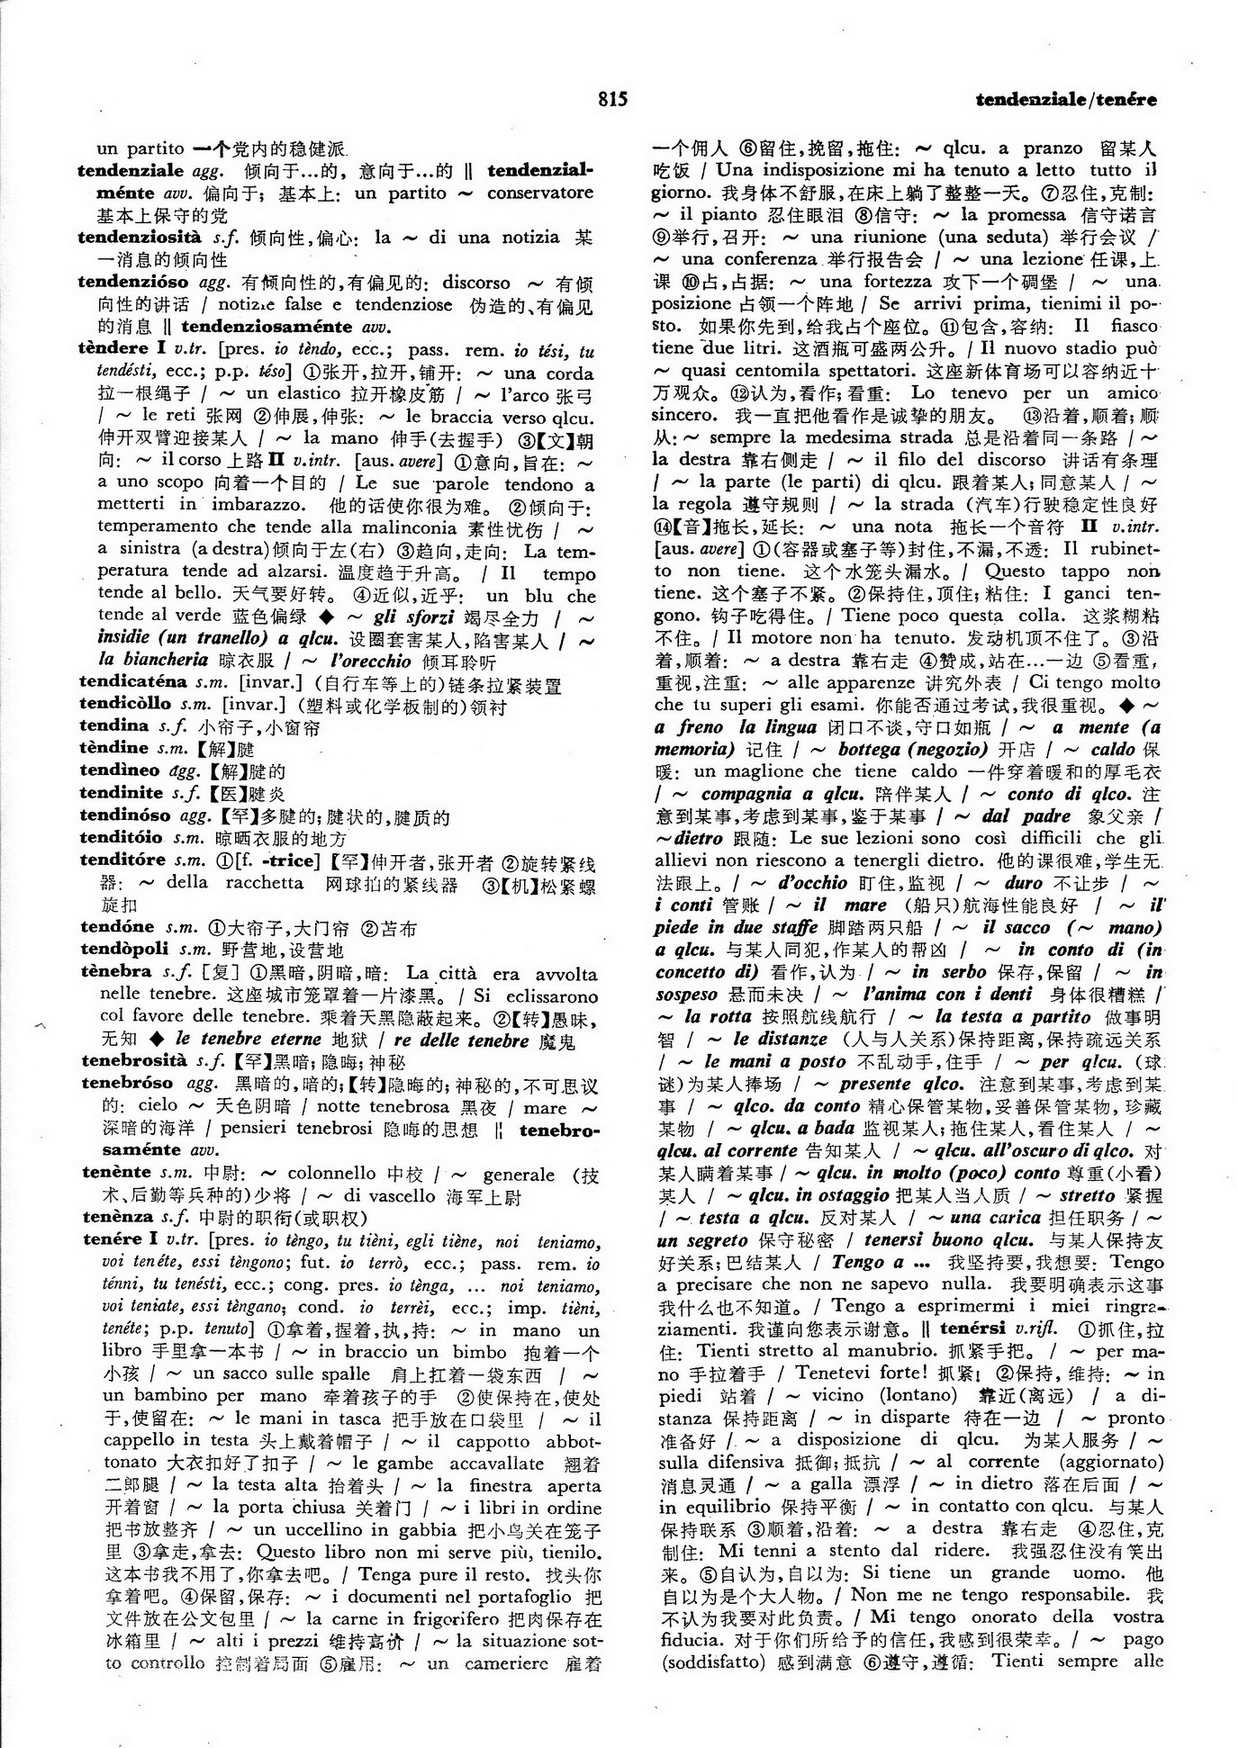 815
tendenziale/tenére
un partito 一个党内的稳健派.
tendenziale agg. 倾向于…的, 意向于…的 ‖ tendenzial-
ménte avv. 偏向于; 基本上: un partito ～ conservatore
基本上保守的党
tendenziosità s.f. 倾向性,偏心: la ～ di una notizia 某
一消息的倾向性
tendenzióso agg. 有倾向性的,有偏见的: discorso ～ 有倾
向性的讲话 / notizie false e tendenziose 伪造的、有偏见
的消息 ‖ tendenziosaménte avv.
tèndere I v.tr. [pres. io tèndo, ecc.; pass. rem. io tési, tu
tendésti, ecc.; p.p. téso] ①张开,拉开,铺开: ～ una corda
拉一根绳子 / ～ un elastico 拉开橡皮筋 / ～ l'arco 张弓
/ ～ le reti 张网 ②伸展,伸张: ～ le braccia verso qlcu.
伸开双臂迎接某人 / ～ la mano 伸手(去握手) ③【文】朝
向: ～ il corso 上路 II v.intr. [aus. avere] ①意向,旨在: ～
a uno scopo 向着一个目的 / Le sue parole tendono a
metterti in imbarazzo. 他的话使你很为难。 ②倾向于:
temperamento che tende alla malinconia 素性忧伤 / ～
a sinistra (a destra)倾向于左(右) ③趋向,走向: La tem-
peratura tende ad alzarsi. 温度趋于升高。 / Il tempo
tende al bello. 天气要好转。 ④近似,近乎: un blu che
tende al verde 蓝色偏绿 ◆ ～ gli sforzi 竭尽全力 / ～
insidie (un tranello) a qlcu. 设圈套害某人,陷害某人 / ～
la biancheria 晾衣服 / ～ l'orecchio 倾耳聆听
tendicaténa s.m. [invar.] (自行车等上的)链条拉紧装置
tendicòllo s.m. [invar.] (塑料或化学板制的)领衬
tendina s.f. 小帘子,小窗帘
tèndine s.m.【解】腱
tendìneo agg.【解】腱的
tendinite s.f.【医】腱炎
tendinóso agg.【罕】多腱的; 腱状的,腱质的
tenditóio s.m. 晾晒衣服的地方
tenditóre s.m. ①[f. -trice]【罕】伸开者,张开者 ②旋转紧线
器: ～ della racchetta 网球拍的紧线器 ③【机】松紧螺
旋扣
tendóne s.m. ①大帘子,大门帘 ②苫布
tendòpoli s.m. 野营地,设营地
tènebra s.f. [复] ①黑暗,阴暗,暗: La città era avvolta
nelle tenebre. 这座城市笼罩着一片漆黑。 / Si eclissarono
col favore delle tenebre. 乘着天黑隐蔽起来。②【转】愚昧,
无知 ◆ le tenebre eterne 地狱 / re delle tenebre 魔鬼
tenebrosità s.f.【罕】黑暗; 隐晦; 神秘
tenebróso agg. 黑暗的,暗的;【转】隐晦的; 神秘的,不可思议
的: cielo ～ 天色阴暗 / notte tenebrosa 黑夜 / mare ～
深暗的海洋 / pensieri tenebrosi 隐晦的思想 ‖ tenebro-
saménte avv.
tenènte s.m. 中尉: ～ colonnello 中校 / ～ generale (技
术、后勤等兵种的)少将 / ～ di vascello 海军上尉
tenènza s.f. 中尉的职衔(或职权)
tenére I v.tr. [pres. io tèngo, tu tièni, egli tiène, noi teniamo,
voi tenéte, essi tèngono; fut. io terrò, ecc.; pass. rem. io
ténni, tu tenésti, ecc.; cong. pres. io tènga, … noi teniamo,
voi teniate, essi tèngano; cond. io terrèi, ecc.; imp. tièni,
tenéte; p.p. tenuto] ①拿着,握着,执,持: ～ in mano un
libro 手里拿一本书 / ～ in braccio un bimbo 抱着一个
小孩 / ～ un sacco sulle spalle 肩上扛着一袋东西 / ～
un bambino per mano 牵着孩子的手 ②使保持在,使处
于,使留在: ～ le mani in tasca 把手放在口袋里 / ～ il
cappello in testa 头上戴着帽子 / ～ il cappotto abbot-
tonato 大衣扣好了扣子 / ～ le gambe accavallate 翘着
二郎腿 / ～ la testa alta 抬着头 / ～ la finestra aperta
开着窗 / ～ la porta chiusa 关着门 / ～ i libri in ordine
把书放整齐 / ～ un uccellino in gabbia 把小鸟关在笼子
里 ③拿走,拿去: Questo libro non mi serve più, tienilo.
这本书我不用了,你拿去吧。 / Tenga pure il resto. 找头你
拿着吧。④保留,保存: ～ i documenti nel portafoglio 把
文件放在公文包里 / ～ la carne in frigorifero 把肉保存在
冰箱里 / ～ alti i prezzi 维持高价 / ～ la situazione sot-
to controllo 控制着局面 ⑤雇用: ～ un cameriere 雇着
一个佣人 ⑥留住,挽留,拖住: ～ qlcu. a pranzo 留某人
吃饭 / Una indisposizione mi ha tenuto a letto tutto il
giorno. 我身体不舒服,在床上躺了整整一天。⑦忍住,克制:
～ il pianto 忍住眼泪 ⑧信守: ～ la promessa 信守诺言
⑨举行,召开: ～ una riunione (una seduta) 举行会议 /
～ una conferenza 举行报告会 / ～ una lezione 任课,上
课 ⑩占,占据: ～ una fortezza 攻下一个碉堡 / ～ una
posizione 占领一个阵地 / Se arrivi prima, tienimi il po-
sto. 如果你先到,给我占个座位。⑪包含,容纳: Il fiasco
tiene due litri. 这酒瓶可盛两公升。 / Il nuovo stadio può
～ quasi centomila spettatori. 这座新体育场可以容纳近十
万观众。⑫认为,看作; 看重: Lo tenevo per un amico
sincero. 我一直把他看作是诚挚的朋友。 ⑬沿着,顺着; 顺
从: ～ sempre la medesima strada 总是沿着同一条路 / ～
la destra 靠右侧走 / ～ il filo del discorso 讲话有条理
/ ～ la parte (le parti) di qlcu. 跟着某人; 同意某人 / ～
la regola 遵守规则 / ～ la strada (汽车)行驶稳定性良好
⑭【音】拖长,延长: ～ una nota 拖长一个音符 II v.intr.
[aus. avere] ①(容器或塞子等)封住,不漏,不透: Il rubinet-
to non tiene. 这个水笼头漏水。 / Questo tappo non
tiene. 这个塞子不紧。②保持住,顶住; 粘住: I ganci ten-
gono. 钩子吃得住。 / Tiene poco questa colla. 这浆糊粘
不住。 / Il motore non ha tenuto. 发动机顶不住了。③沿
着,顺着: ～ a destra 靠右走 ④赞成,站在…一边 ⑤看重,
重视,注重: ～ alle apparenze 讲究外表 / Ci tengo molto
che tu superi gli esami. 你能否通过考试,我很重视。◆ ～
a freno la lingua 闭口不谈,守口如瓶 / ～ a mente (a
memoria) 记住 / ～ bottega (negozio) 开店 / ～ caldo 保
暖: un maglione che tiene caldo 一件穿着暖和的厚毛衣
/ ～ compagnia a qlcu. 陪伴某人 / ～ conto di qlco. 注
意到某事,考虑到某事,鉴于某事 / ～ dal padre 象父亲 /
～dietro 跟随: Le sue lezioni sono così difficili che gli
allievi non riescono a tenergli dietro. 他的课很难,学生无
法跟上。 / ～ d'occhio 盯住,监视 / ～ duro 不让步 / ～
i conti 管账 / ～ il mare (船只)航海性能良好 / ～ il
piede in due staffe 脚踏两只船 / ～ il sacco (～ mano)
a qlcu. 与某人同犯,作某人的帮凶 / ～ in conto di (in
concetto di) 看作,认为 / ～ in serbo 保存,保留 / ～ in
sospeso 悬而未决 / ～ l'anima con i denti 身体很糟糕 /
～ la rotta 按照航线航行 / ～ la testa a partito 做事明
智 / ～ le distanze (人与人关系)保持距离,保持疏远关系
/ ～ le mani a posto 不乱动手,住手 / ～ per qlcu. (球
迷)为某人捧场 / ～ presente qlco. 注意到某事,考虑到某
事 / ～ qlco. da conto 精心保管某物,妥善保管某物,珍藏
某物 / ～ qlcu. a bada 监视某人; 拖住某人,看住某人 / ～
qlcu. al corrente 告知某人 / ～ qlcu. all'oscuro di qlco. 对
某人瞒着某事 / ～ qlcu. in molto (poco) conto 尊重(小看)
某人 / ～ qlcu. in ostaggio 把某人当人质 / ～ stretto 紧握
/ ～ testa a qlcu. 反对某人 / ～ una carica 担任职务 / ～
un segreto 保守秘密 / tenersi buono qlcu. 与某人保持友
好关系; 巴结某人 / Tengo a … 我坚持要,我想要: Tengo
a precisare che non ne sapevo nulla. 我要明确表示这事
我什么也不知道。 / Tengo a esprimermi i miei ringra-
ziamenti. 我谨向您表示谢意。‖ tenérsi v.rifl. ①抓住,拉
住: Tienti stretto al manubrio. 抓紧手把。 / ～ per ma-
no 手拉着手 / Tenetevi forte! 抓紧! ②保持,维持: ～ in
piedi 站着 / ～ vicino (lontano) 靠近(离远) / a di-
stanza 保持距离 / ～ in disparte 待在一边 / ～ pronto
准备好 / ～ a disposizione di qlcu. 为某人服务 / ～
sulla difensiva 抵御; 抵抗 / ～ al corrente (aggiornato)
消息灵通 / ～ a galla 漂浮 / ～ in dietro 落在后面 / ～
in equilibrio 保持平衡 / ～ in contatto con qlcu. 与某人
保持联系 ③顺着,沿着: ～ a destra 靠右走 ④忍住,克
制住: Mi tenni a stento dal ridere. 我强忍住没有笑出
来。⑤自认为,自以为: Si tiene un grande uomo. 他
自以为是个大人物。 / Non me ne tengo responsabile. 我
不认为我要对此负责。 / Mi tengo onorato della vostra
fiducia. 对于你们所给予的信任,我感到很荣幸。 / ～ pago
(soddisfatto) 感到满意 ⑥遵守,遵循: Tienti sempre alle